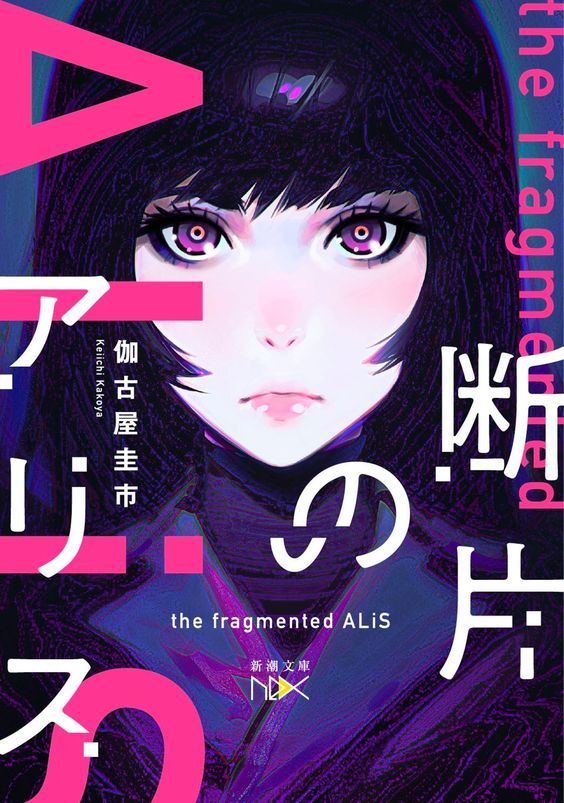 the fragmented
ALiS
断片の
アリス
伽古屋圭市
Keiichi Kakoya
the fragmented ALiS
新潮文庫
nex